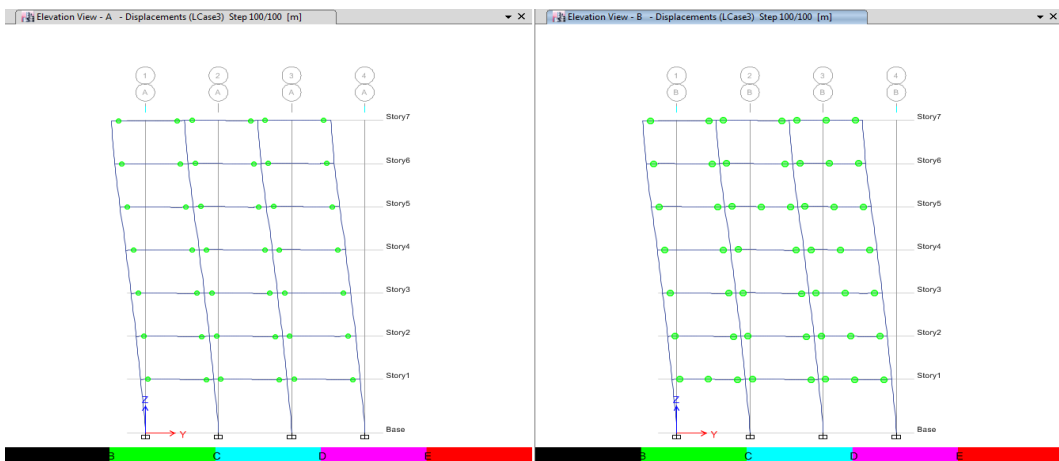 Elevation View - A - Displacements (LCase3) Step 100/100 [m]
1 2 3 4
A A A A
Story7
Story6
Story5
Story4
Story3
Story2
Story1
Z
Y
Base
B C D E
Elevation View - B - Displacements (LCase3) Step 100/100 [m]
1 2 3 4
B B B B
Story7
Story6
Story5
Story4
Story3
Story2
Story1
Z
Y
Base
B C D E